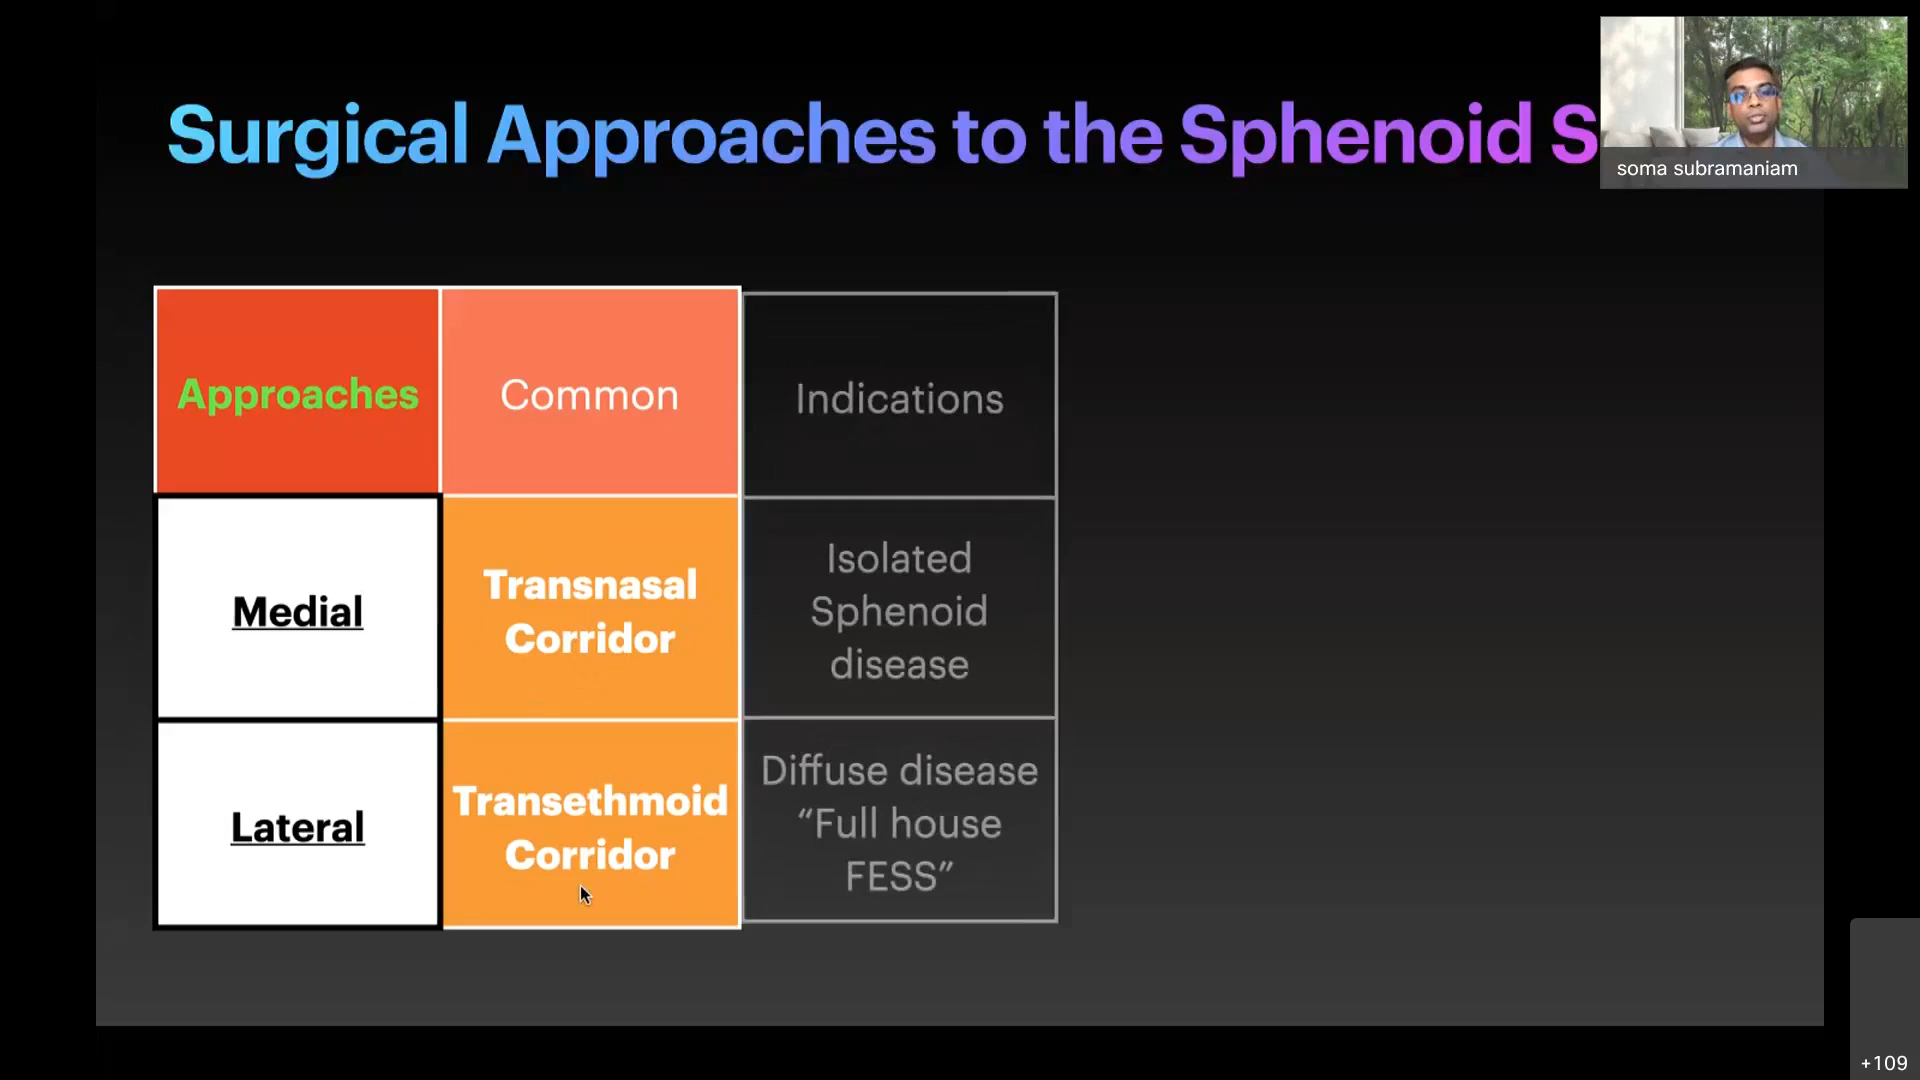 Surgical Approaches to the Sphenoid S
soma subramaniam
Approaches
Common
Indications
Medial
Transnasal
Corridor
Isolated
Sphenoid
disease
Lateral
Transethmoid
Corridor
Diffuse disease
“Full house
FESS”
+109